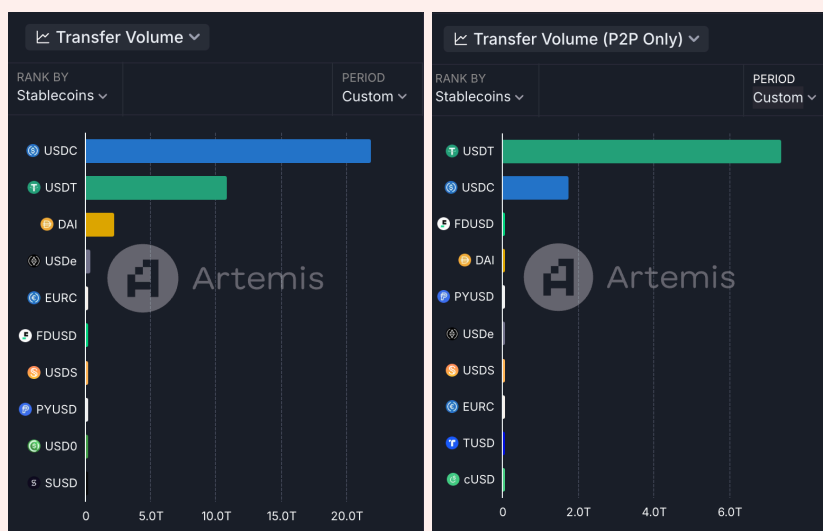 Transfer Volume
RANK BY
Stablecoins
PERIOD
Custom
USDC
USDT
DAI
USDe
EURC
FDUSD
USDS
PYUSD
USD0
SUSD
Artemis
0 5.0T 10.0T 15.0T 20.0T
Transfer Volume (P2P Only)
RANK BY
Stablecoins
PERIOD
Custom
USDT
USDC
FDUSD
DAI
PYUSD
USDe
USDS
EURC
TUSD
cUSD
Artemis
0 2.0T 4.0T 6.0T